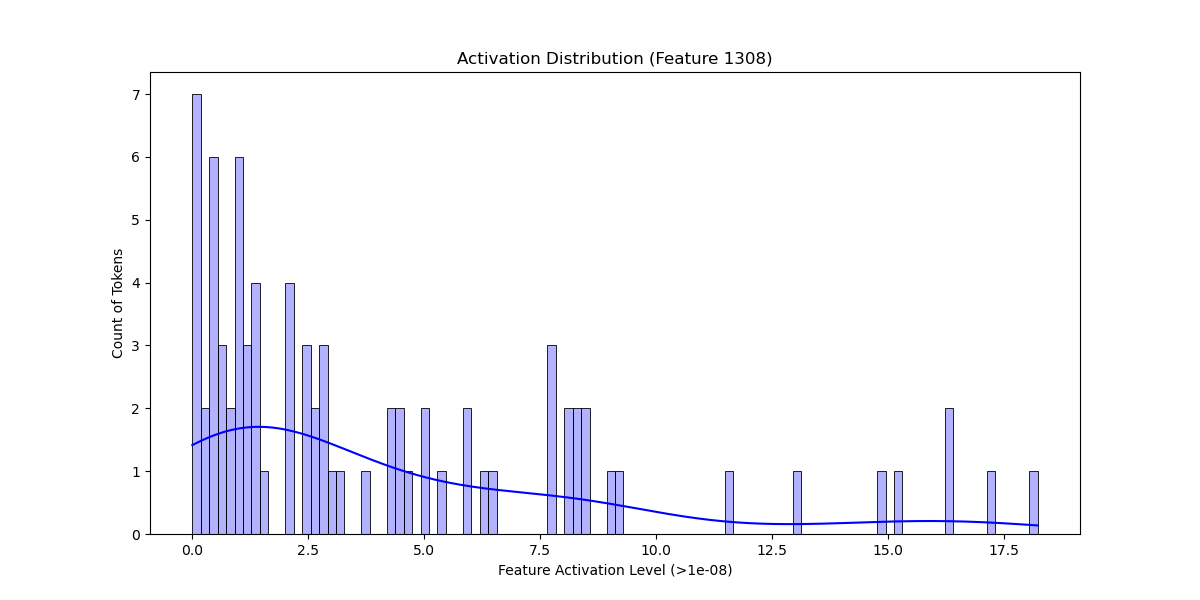 Activation Distribution (Feature 1308)
Count of Tokens
7
6
5
4
3
2
1
0
0.0 2.5 5.0 7.5 10.0 12.5 15.0 17.5
Feature Activation Level (>1e-08)